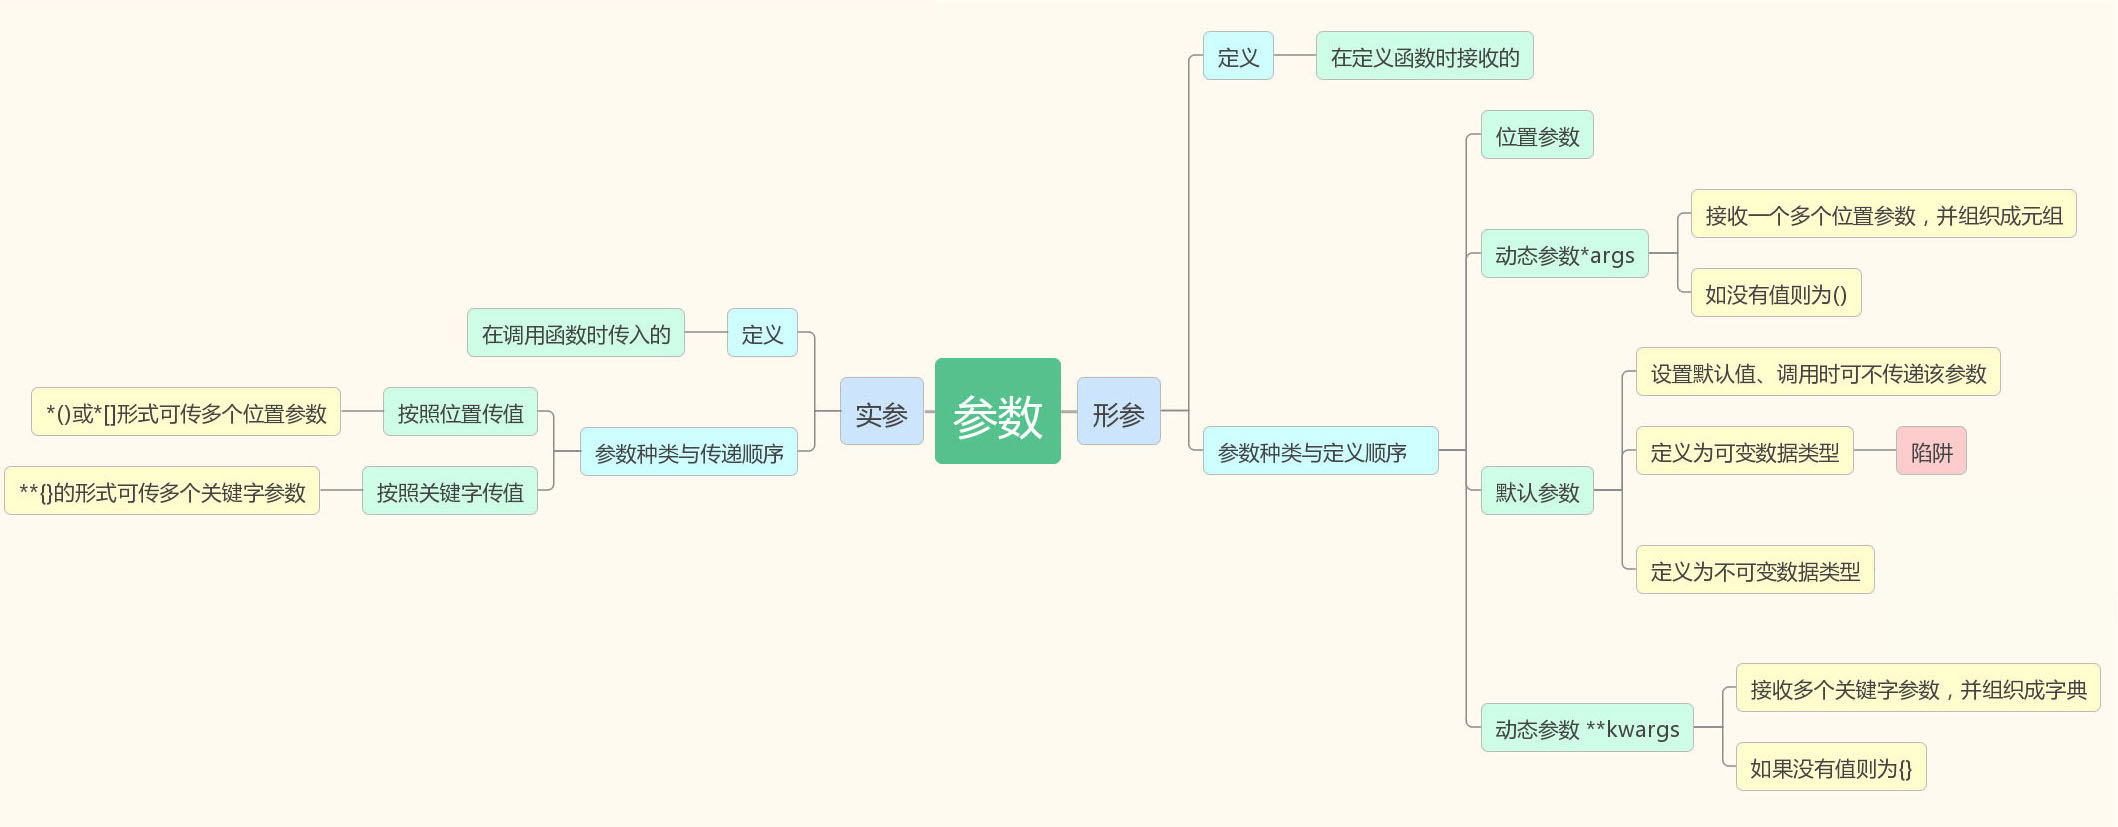 参数
实参
定义
在调用函数时传入的
参数种类与传递顺序
按照位置传值
*()或*[]形式可传多个位置参数
按照关键字传值
**{}的形式可传多个关键字参数
形参
定义
在定义函数时接收的
参数种类与定义顺序
位置参数
动态参数*args
接收一个多个位置参数，并组织成元组
如没有值则为()
默认参数
设置默认值、调用时可不传递该参数
定义为可变数据类型
陷阱
定义为不可变数据类型
动态参数 **kwargs
接收多个关键字参数，并组织成字典
如果没有值则为{}